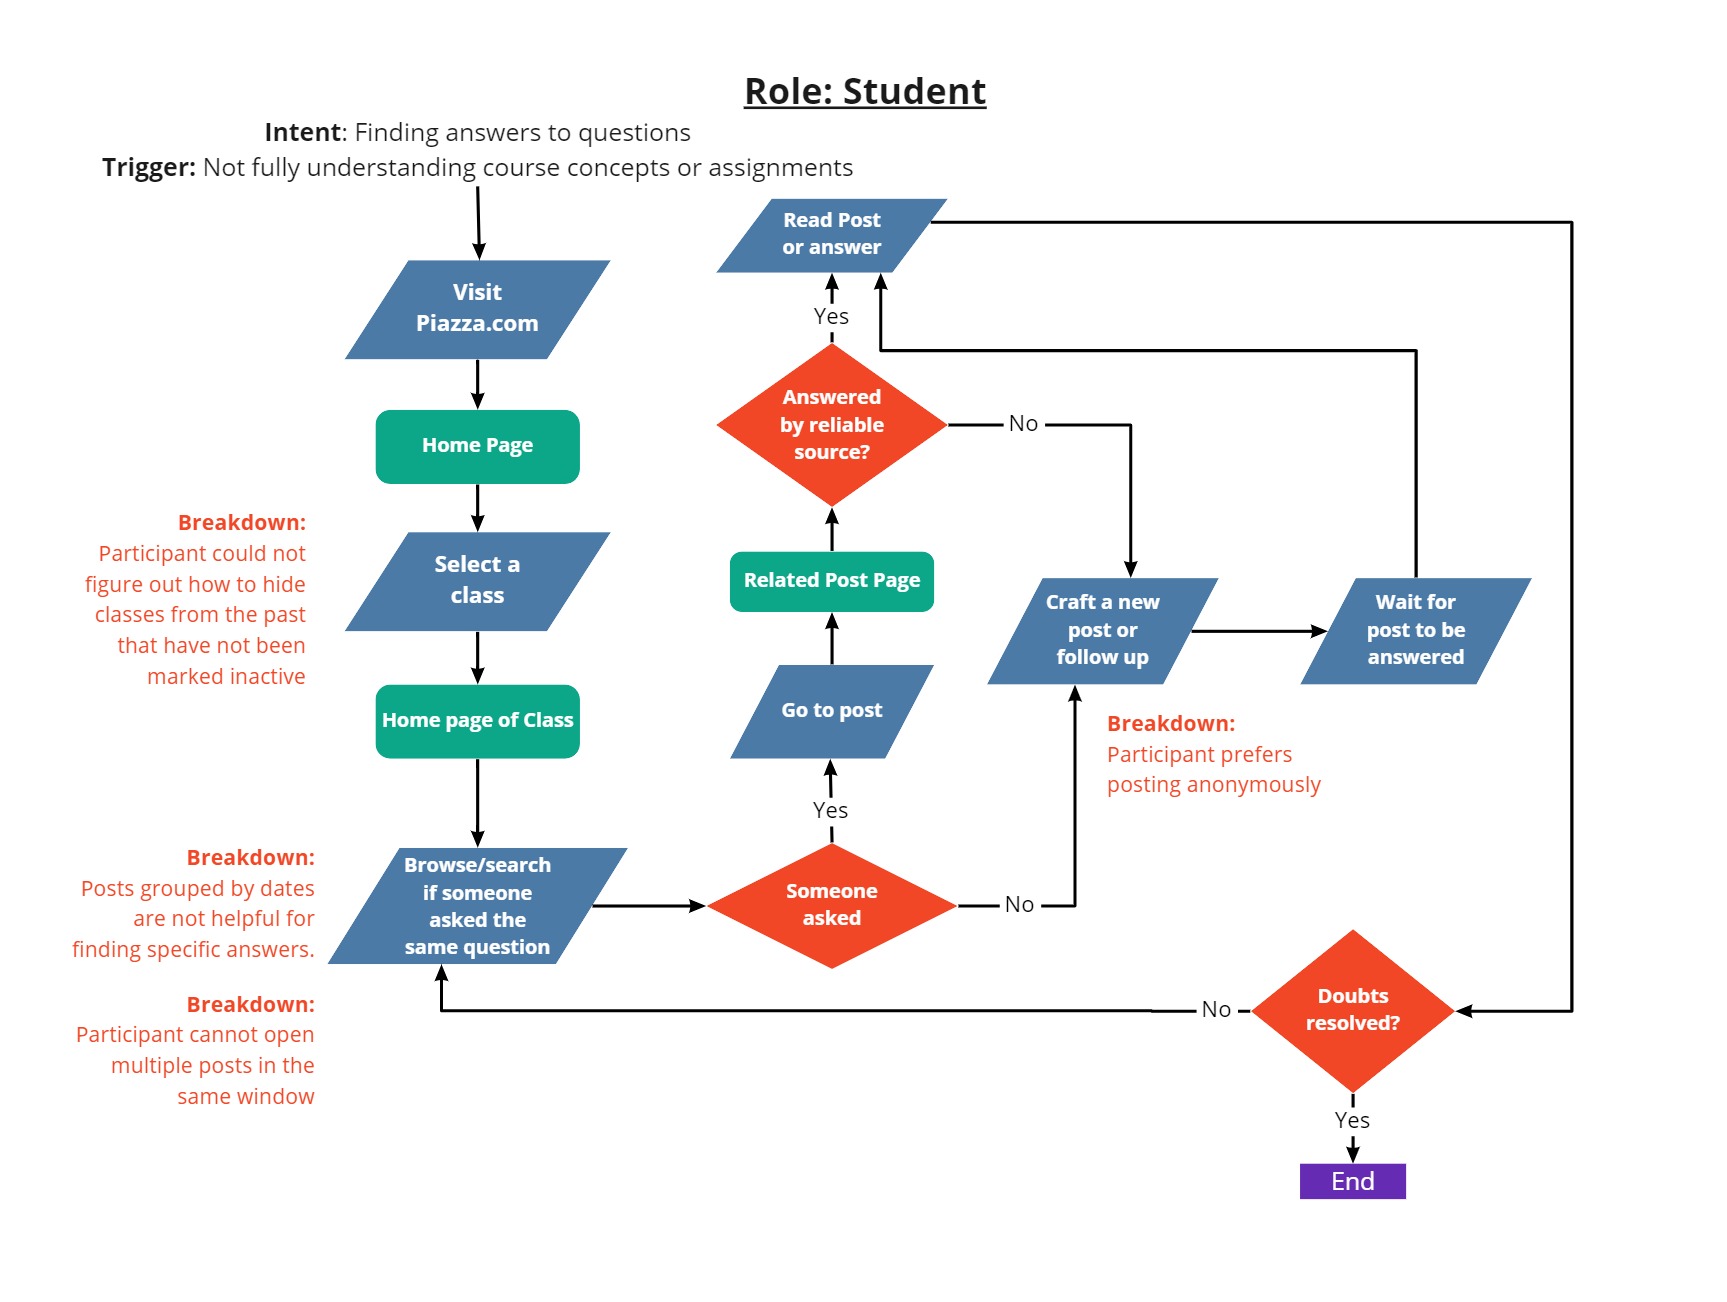 Role: Student
Intent: Finding answers to questions
Trigger: Not fully understanding course concepts or assignments
Visit
Piazza.com
Home Page
Breakdown:
Participant could not
figure out how to hide
classes from the past
that have not been
marked inactive
Select a
class
Home page of Class
Breakdown:
Posts grouped by dates
are not helpful for
finding specific answers.
Breakdown:
Participant cannot open
multiple posts in the
same window
Browse/search
if someone
asked the
same question
Someone
asked
Yes
No
Go to post
Related Post Page
Answered
by reliable
source?
Yes
No
Read Post
or answer
Craft a new
post or
follow up
Breakdown:
Participant prefers
posting anonymously
Wait for
post to be
answered
Doubts
resolved?
No
Yes
End